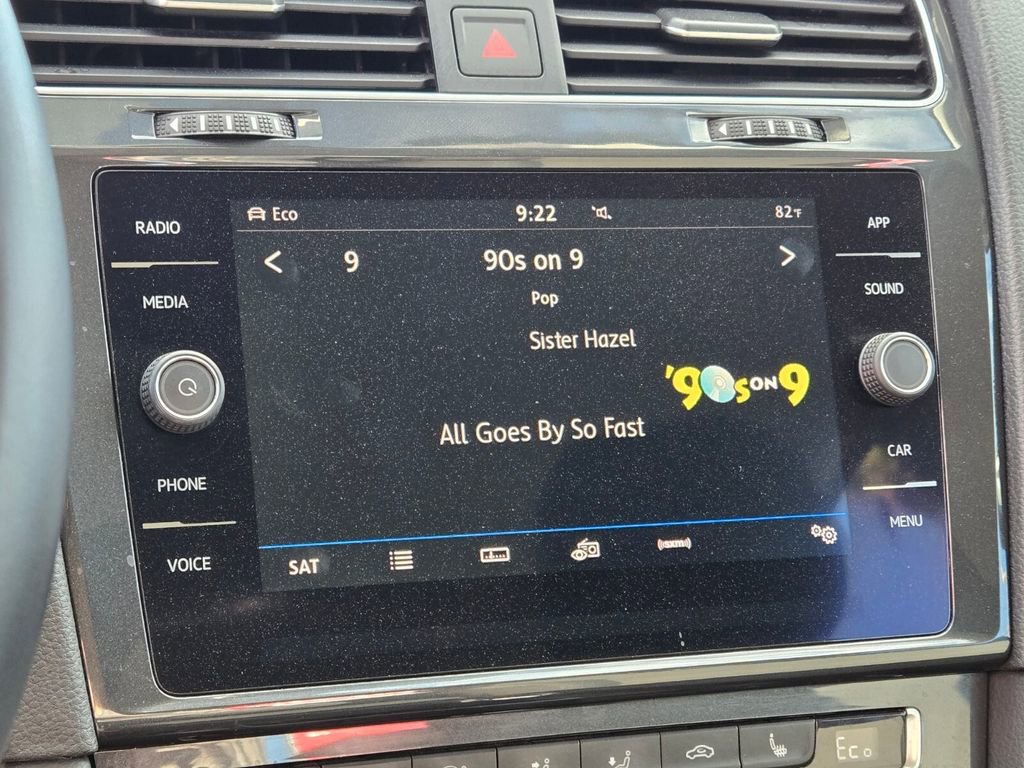 RADIO
MEDIA
PHONE
VOICE
Eco 9:22 82°F
< 9 90s on 9 >
Pop
Sister Hazel
'90s ON 9
All Goes By So Fast
SAT
((sxm))
APP
SOUND
CAR
MENU
Eco